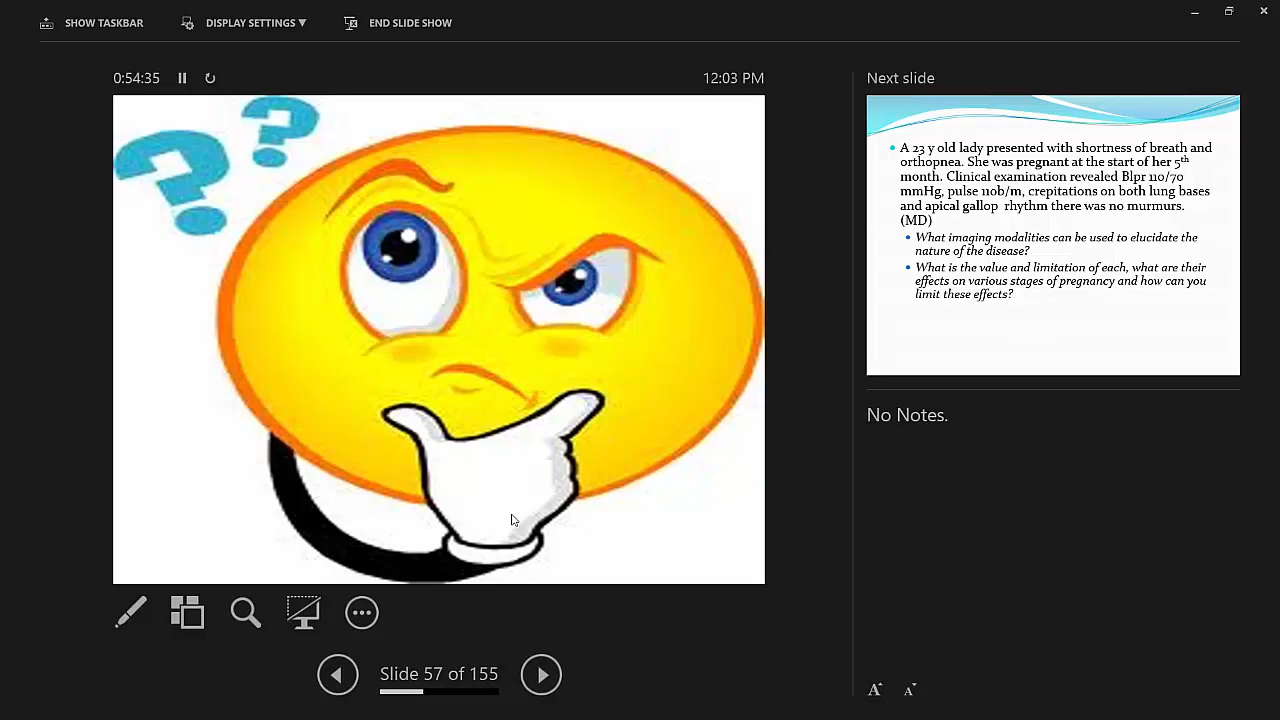 SHOW TASKBAR
DISPLAY SETTINGS ▼
END SLIDE SHOW
0:54:35
12:03 PM
Next slide
? ?
• A 23 y old lady presented with shortness of breath and
orthopnea. She was pregnant at the start of her 5th
month. Clinical examination revealed Blpr 110/70
mmHg, pulse 110b/m, crepitations on both lung bases
and apical gallop rhythm there was no murmurs.
(MD)
• What imaging modalities can be used to elucidate the
nature of the disease?
• What is the value and limitation of each, what are their
effects on various stages of pregnancy and how can you
limit these effects?
No Notes.
Slide 57 of 155
A A